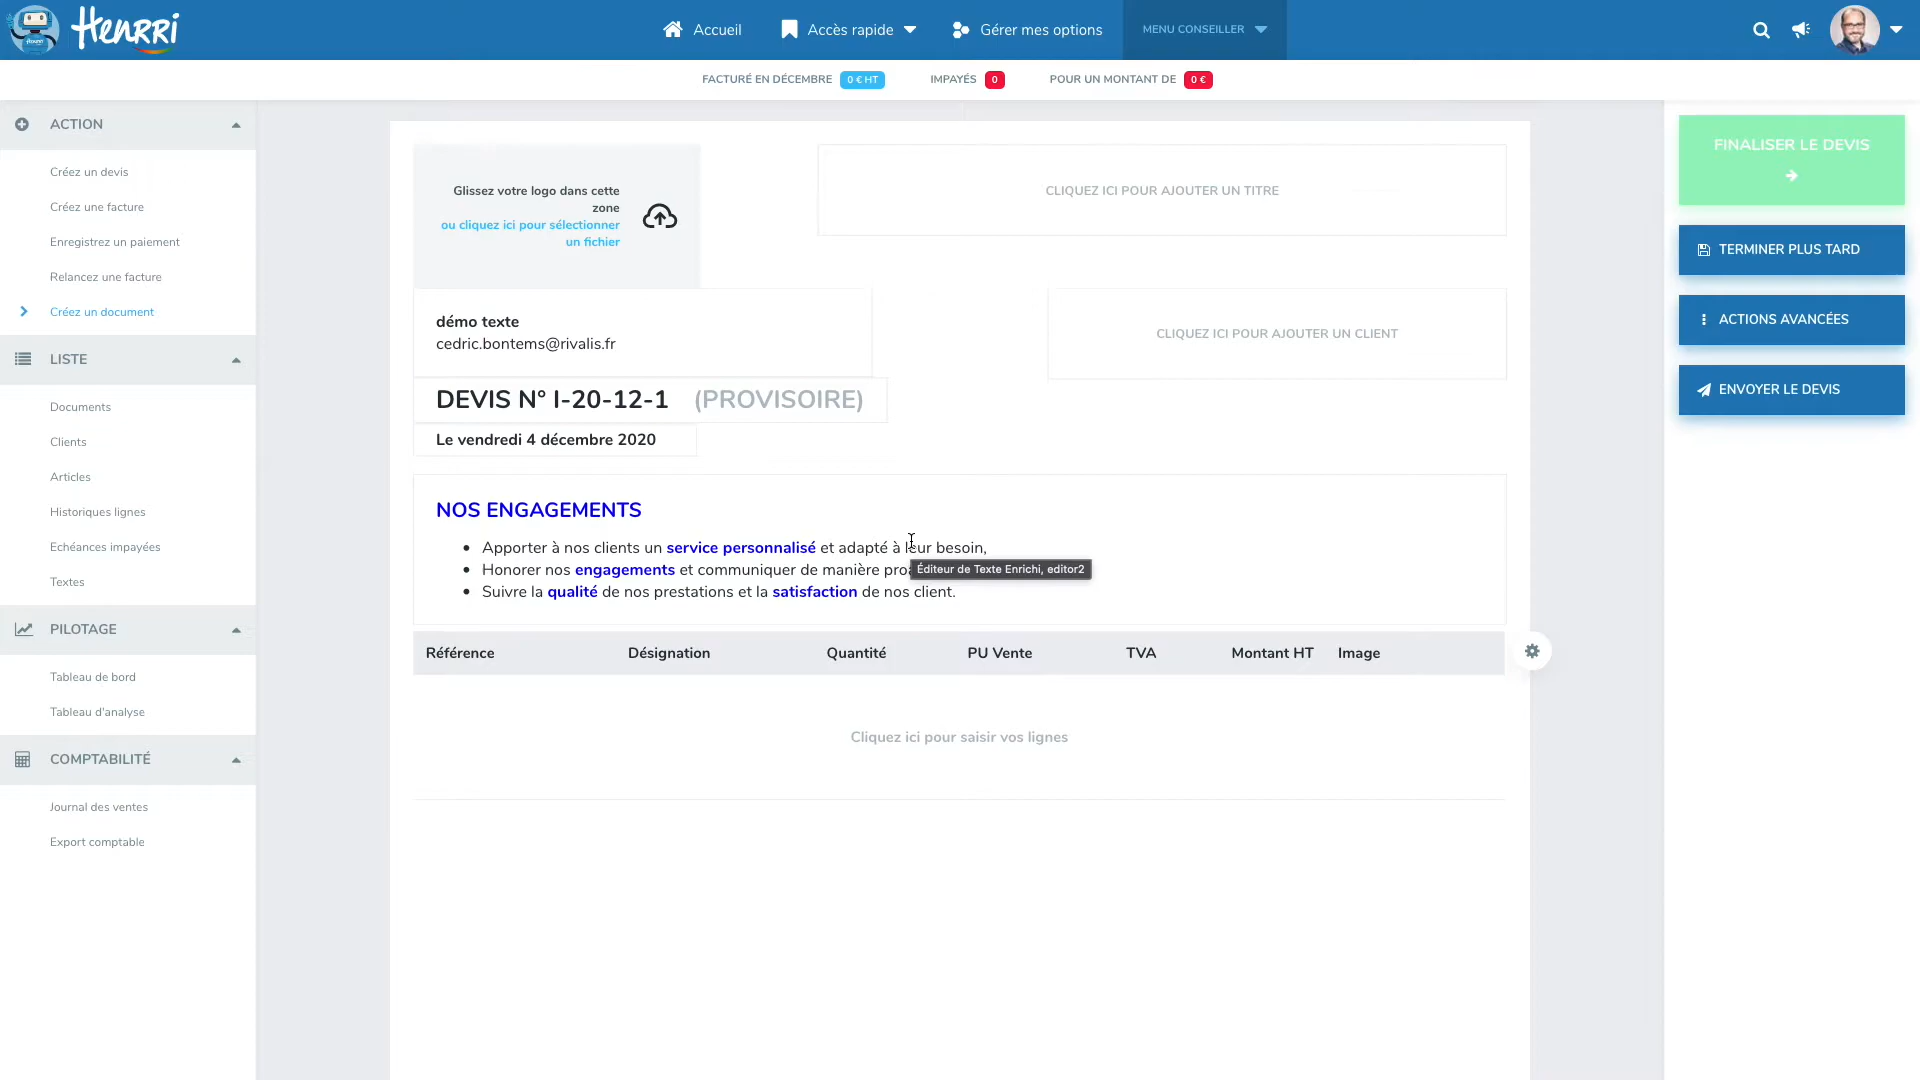 Henrri
Accueil
Accès rapide
Gérer mes options
MENU CONSEILLER
FACTURÉ EN DÉCEMBRE 0 € HT
IMPAYÉS 0
POUR UN MONTANT DE 0 €
ACTION
Créez un devis
Créez une facture
Enregistrez un paiement
Relancez une facture
Créez un document
LISTE
Documents
Clients
Articles
Historiques lignes
Echéances impayées
Textes
PILOTAGE
Tableau de bord
Tableau d'analyse
COMPTABILITÉ
Journal des ventes
Export comptable
Glissez votre logo dans cette
zone
ou cliquez ici pour sélectionner
un fichier
CLIQUEZ ICI POUR AJOUTER UN TITRE
démo texte
cedric.bontems@rivalis.fr
CLIQUEZ ICI POUR AJOUTER UN CLIENT
DEVIS N° I-20-12-1 (PROVISOIRE)
Le vendredi 4 décembre 2020
NOS ENGAGEMENTS
• Apporter à nos clients un service personnalisé et adapté à leur besoin,
• Honorer nos engagements et communiquer de manière
Éditeur de Texte Enrichi, editor2
• Suivre la qualité de nos prestations et la satisfaction de nos client.
Référence Désignation Quantité PU Vente TVA Montant HT Image
Cliquez ici pour saisir vos lignes
FINALISER LE DEVIS
TERMINER PLUS TARD
ACTIONS AVANCÉES
ENVOYER LE DEVIS